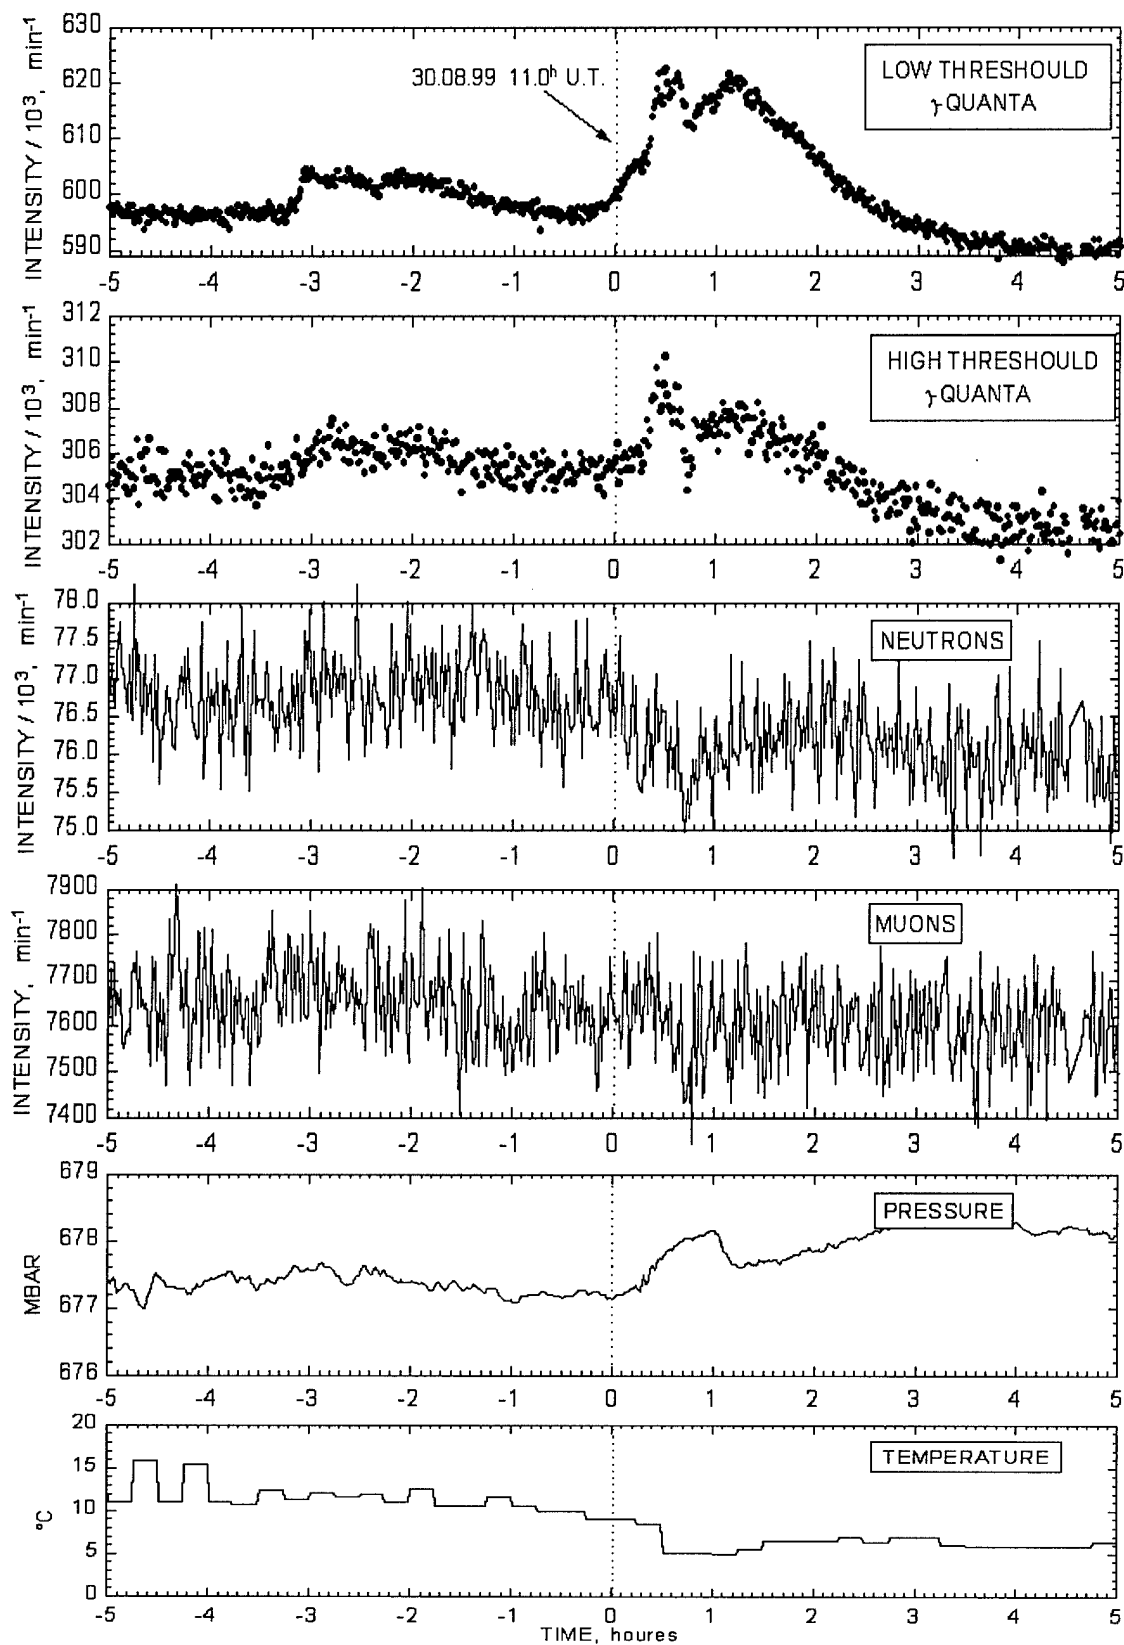 INTENSITY / 10³, min⁻¹
630
620
610
600
590
30.08.99 11.0ʰ U.T.
LOW THRESHOULD
γ QUANTA
-5 -4 -3 -2 -1 0 1 2 3 4 5
INTENSITY / 10³, min⁻¹
312
310
308
306
304
302
HIGH THRESHOULD
γ QUANTA
-5 -4 -3 -2 -1 0 1 2 3 4 5
INTENSITY / 10³, min⁻¹
78.0
77.5
77.0
76.5
76.0
75.5
75.0
NEUTRONS
-5 -4 -3 -2 -1 0 1 2 3 4 5
INTENSITY, min⁻¹
7900
7800
7700
7600
7500
7400
MUONS
-5 -4 -3 -2 -1 0 1 2 3 4 5
MBAR
679
678
677
676
PRESSURE
-5 -4 -3 -2 -1 0 1 2 3 4 5
°C
20
15
10
5
0
TEMPERATURE
-5 -4 -3 -2 -1 0 1 2 3 4 5
TIME, houres